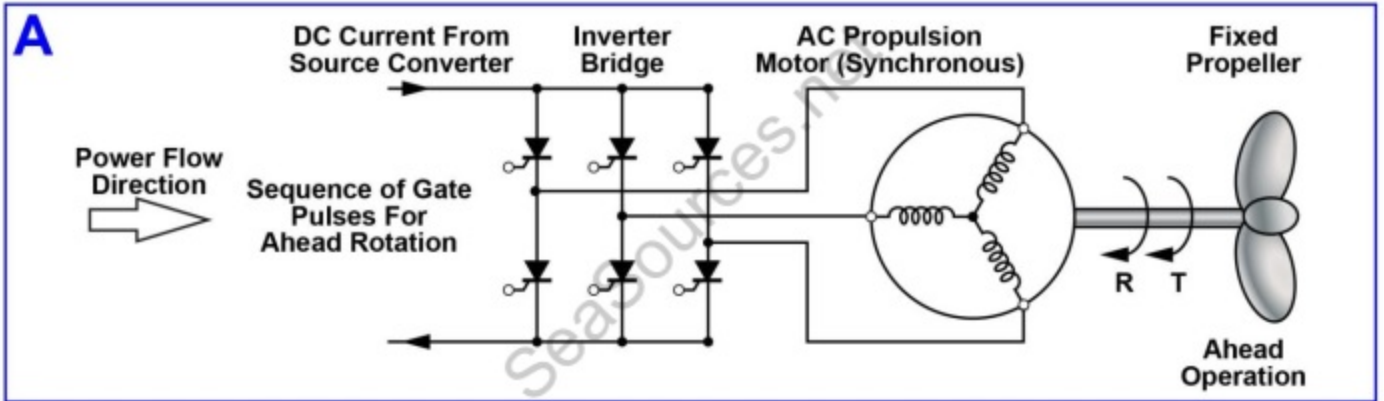 A
DC Current From
Source Converter
Inverter
Bridge
AC Propulsion
Motor (Synchronous)
Fixed
Propeller
Power Flow
Direction
Sequence of Gate
Pulses For
Ahead Rotation
R T
Ahead
Operation
SeaSources.net